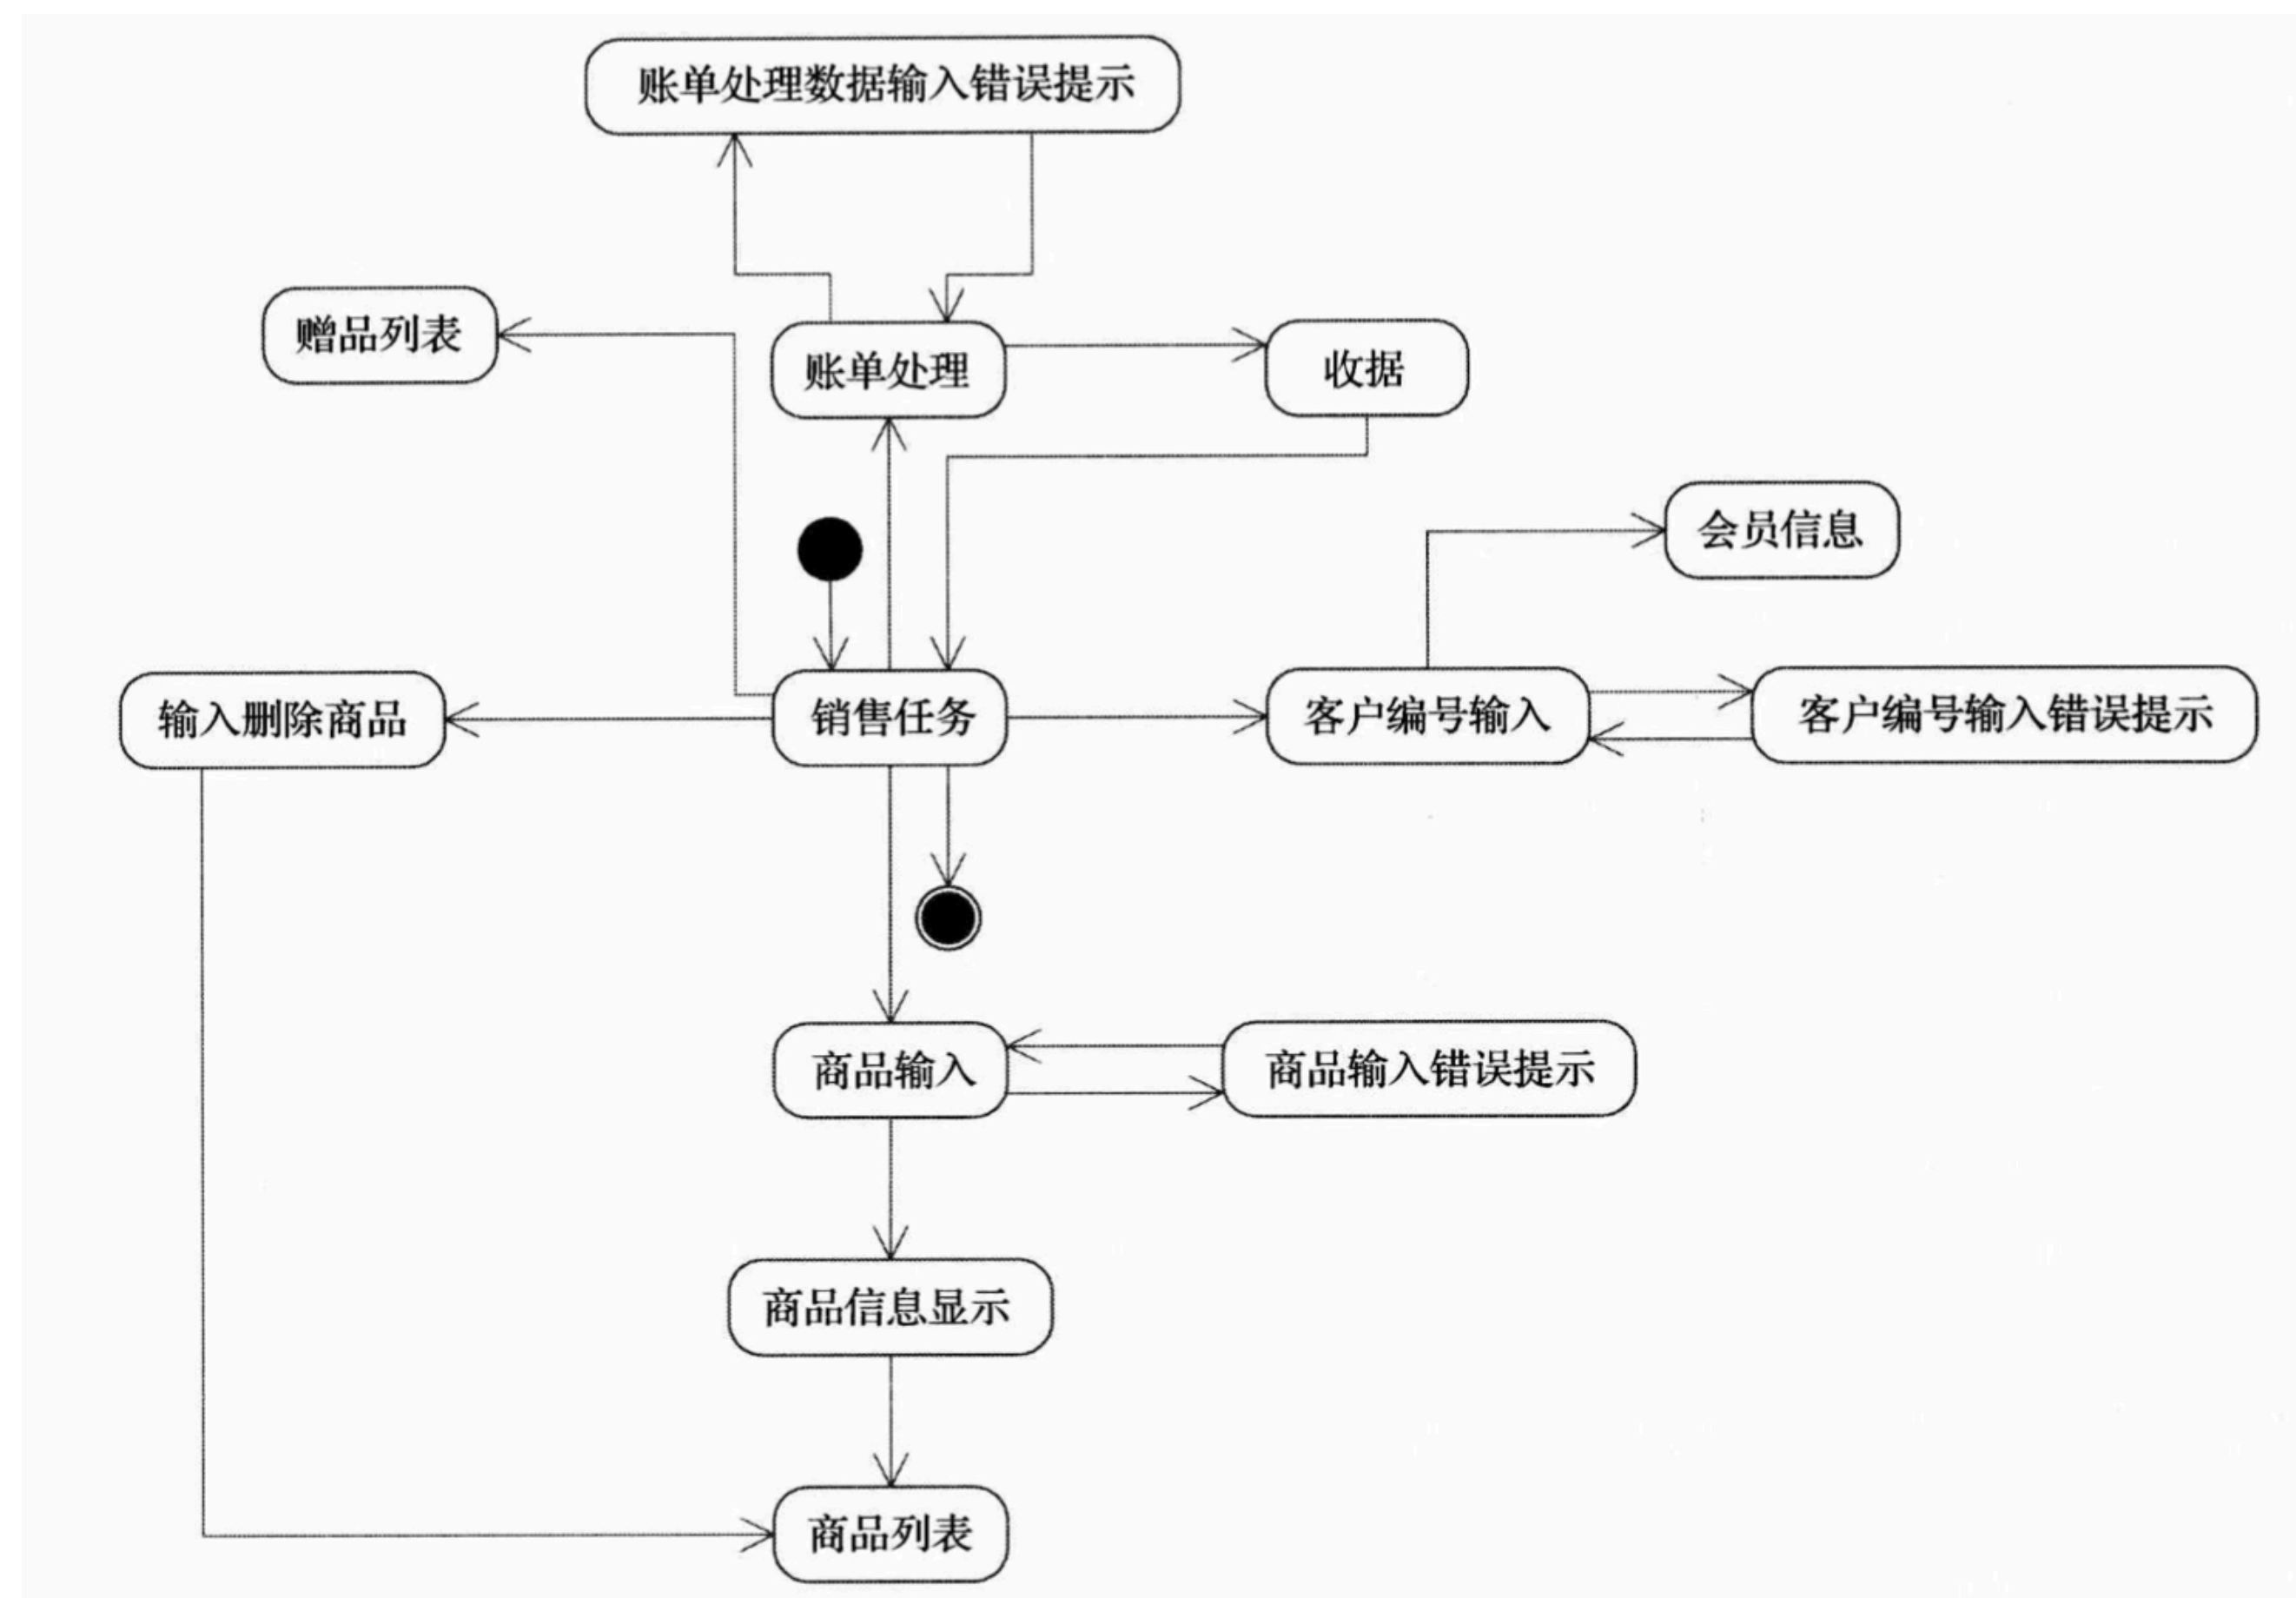 账单处理数据输入错误提示
赠品列表
账单处理
收据
会员信息
输入删除商品
销售任务
客户编号输入
客户编号输入错误提示
商品输入
商品输入错误提示
商品信息显示
商品列表